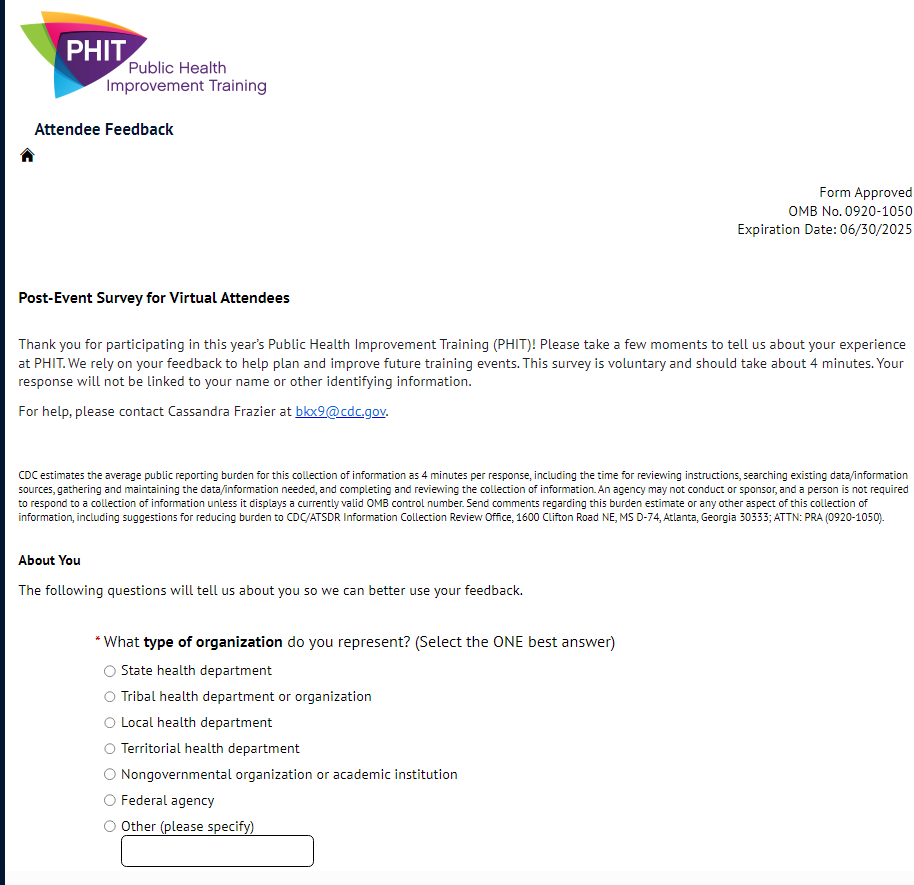 PHIT
Public Health
Improvement Training
Attendee Feedback
Form Approved
OMB No. 0920-1050
Expiration Date: 06/30/2025
Post-Event Survey for Virtual Attendees
Thank you for participating in this year's Public Health Improvement Training (PHIT)! Please take a few moments to tell us about your experience
at PHIT. We rely on your feedback to help plan and improve future training events. This survey is voluntary and should take about 4 minutes. Your
response will not be linked to your name or other identifying information.
For help, please contact Cassandra Frazier at bkx9@cdc.gov.
CDC estimates the average public reporting burden for this collection of information as 4 minutes per response, including the time for reviewing instructions, searching existing data/information
sources, gathering and maintaining the data/information needed, and completing and reviewing the collection of information. An agency may not conduct or sponsor, and a person is not required
to respond to a collection of information unless it displays a currently valid OMB control number. Send comments regarding this burden estimate or any other aspect of this collection of
information, including suggestions for reducing burden to CDC/ATSDR Information Collection Review Office, 1600 Clifton Road NE, MS D-74, Atlanta, Georgia 30333; ATTN: PRA (0920-1050).
About You
The following questions will tell us about you so we can better use your feedback.
* What type of organization do you represent? (Select the ONE best answer)
State health department
Tribal health department or organization
Local health department
Territorial health department
Nongovernmental organization or academic institution
Federal agency
Other (please specify)